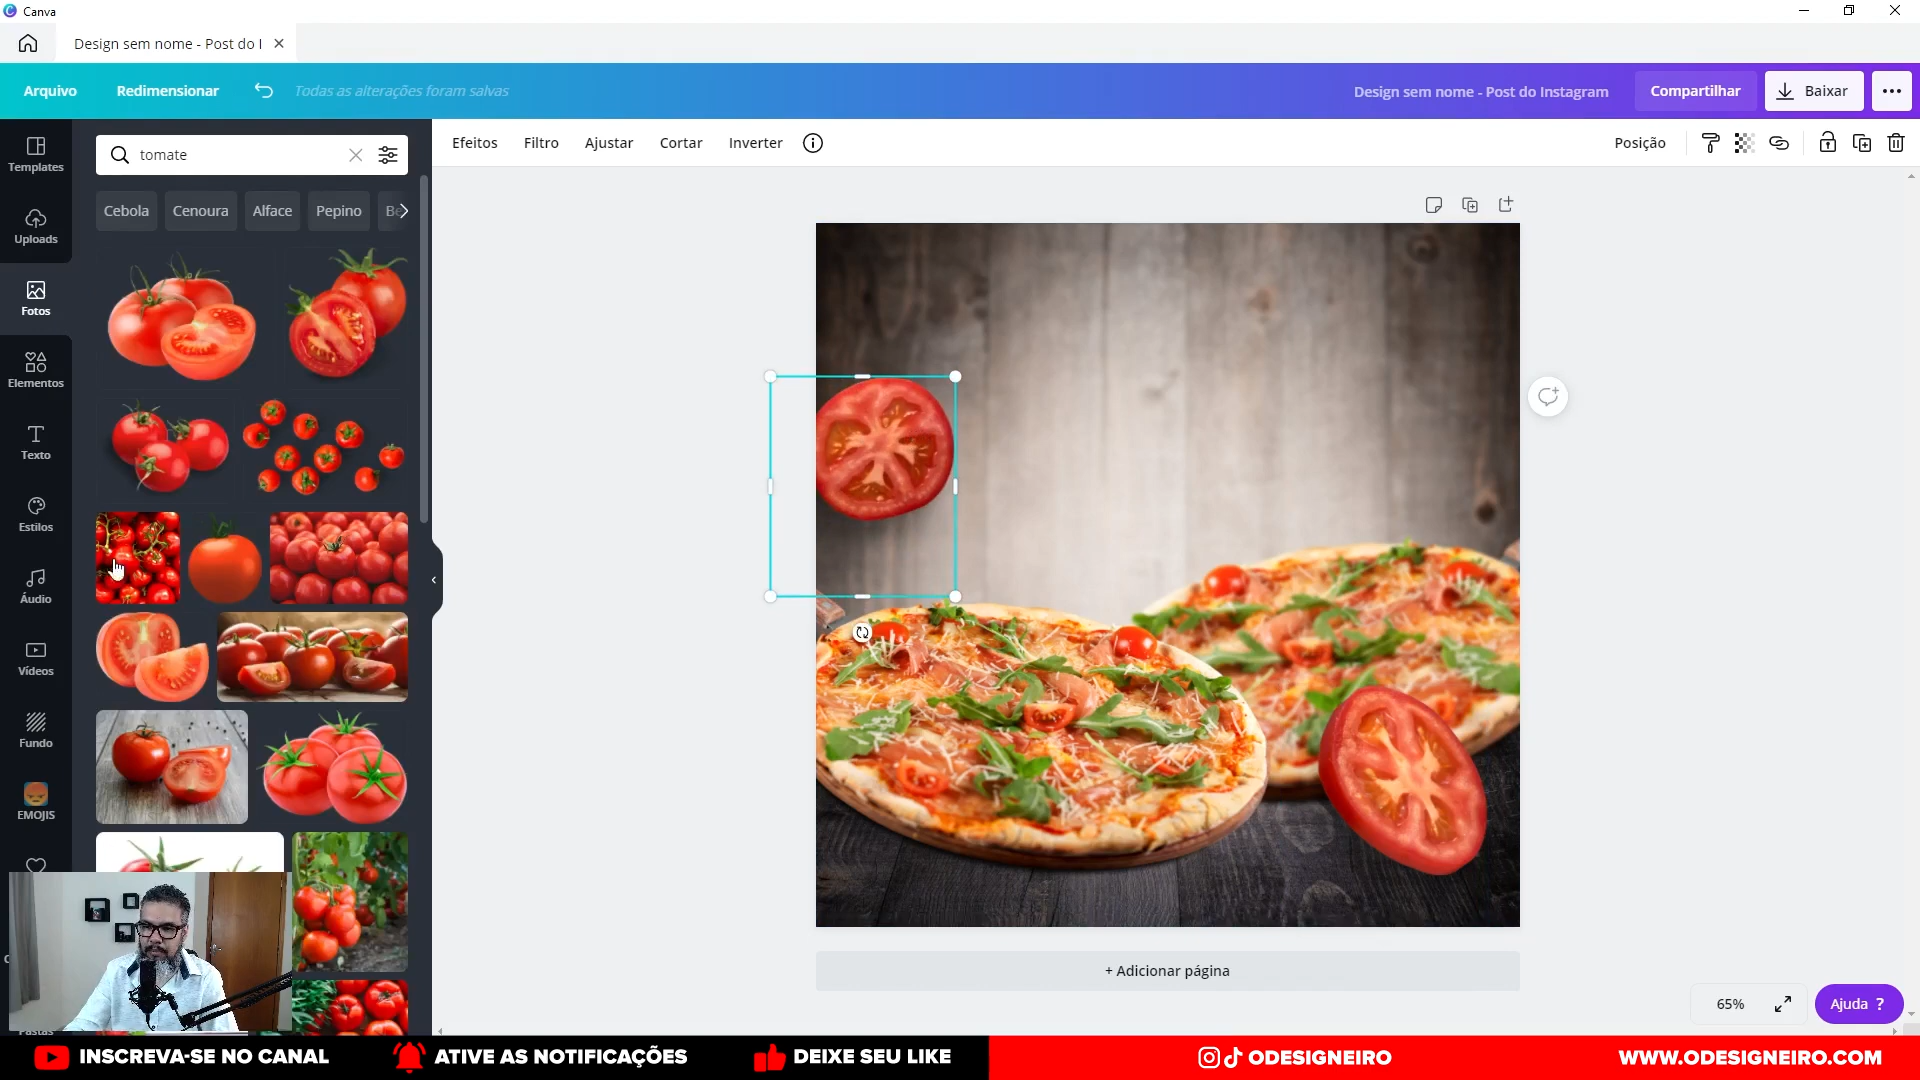 Canva
Design sem nome - Post do I
Arquivo
Redimensionar
Todas as alterações foram salvas
Design sem nome - Post do Instagram
Compartilhar
Baixar
Templates
Uploads
Fotos
Elementos
Texto
Estilos
Áudio
Vídeos
Fundo
EMOJIS
tomate
Cebola
Cenoura
Alface
Pepino
Efeitos
Filtro
Ajustar
Cortar
Inverter
Posição
+ Adicionar página
65%
Ajuda ?
INSCREVA-SE NO CANAL
ATIVE AS NOTIFICAÇÕES
DEIXE SEU LIKE
ODESIGNEIRO
WWW.ODESIGNEIRO.COM